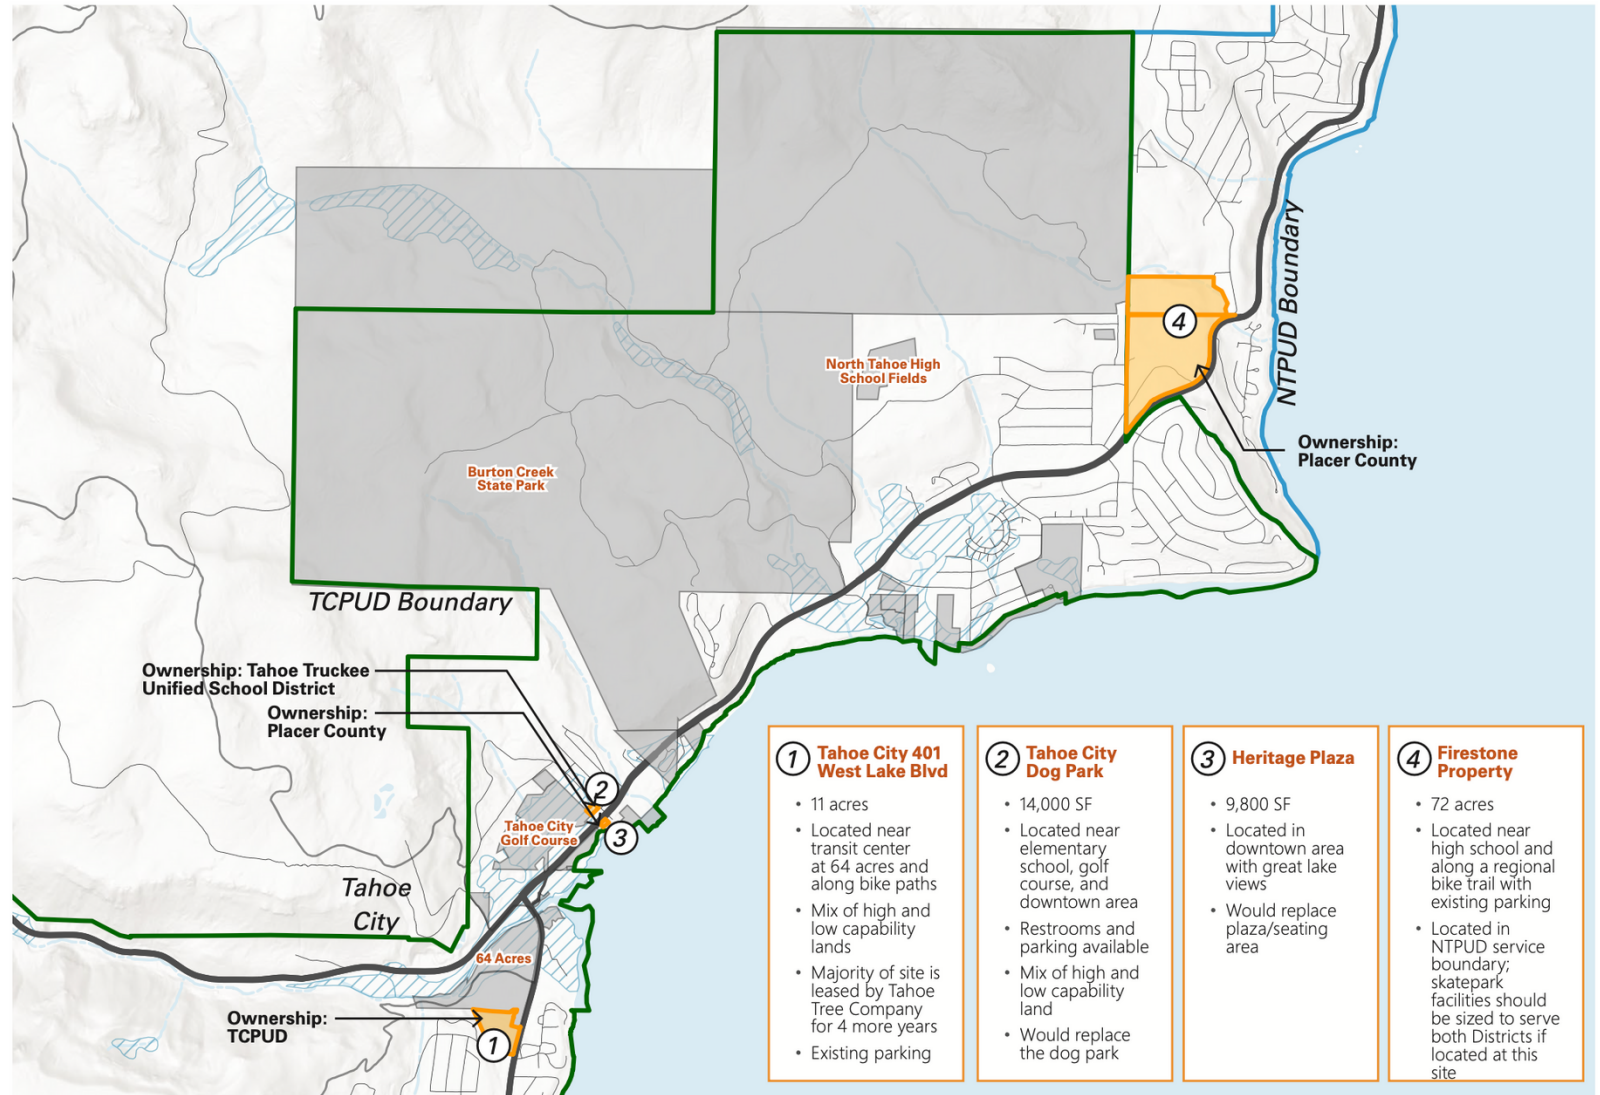 NTPUD Boundary
4
North Tahoe High
School Fields
Ownership:
Placer County
Burton Creek
State Park
TCPUD Boundary
Ownership: Tahoe Truckee
Unified School District
Ownership:
Placer County
2
3
Tahoe City
Golf Course
Tahoe
City
64 Acres
Ownership:
TCPUD
1
1
Tahoe City 401
West Lake Blvd
• 11 acres
• Located near
transit center
at 64 acres and
along bike paths
• Mix of high and
low capability
lands
• Majority of site is
leased by Tahoe
Tree Company
for 4 more years
• Existing parking
2
Tahoe City
Dog Park
• 14,000 SF
• Located near
elementary
school, golf
course, and
downtown area
• Restrooms and
parking available
• Mix of high and
low capability
land
• Would replace
the dog park
3
Heritage Plaza
• 9,800 SF
• Located in
downtown area
with great lake
views
• Would replace
plaza/seating
area
4
Firestone
Property
• 72 acres
• Located near
high school and
along a regional
bike trail with
existing parking
• Located in
NTPUD service
boundary;
skatepark
facilities should
be sized to serve
both Districts if
located at this
site